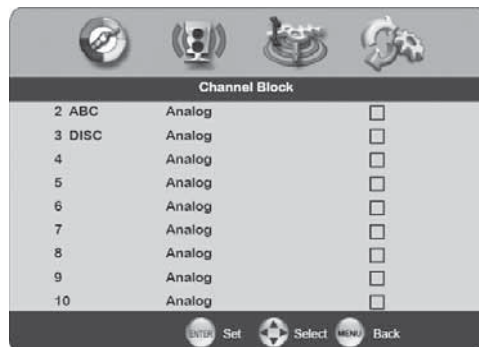 Channel Block
2 ABC Analog
3 DISC Analog
4 Analog
5 Analog
6 Analog
7 Analog
8 Analog
9 Analog
10 Analog
ENTER Set Select MENU Back